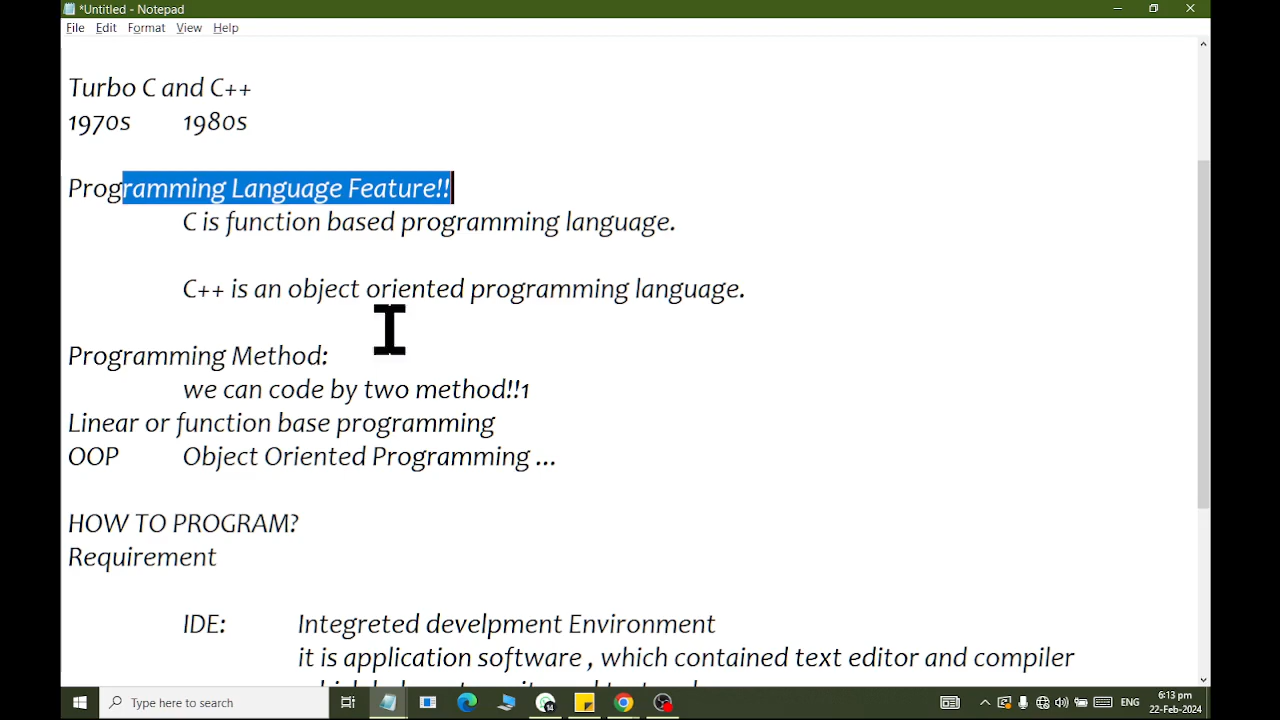 *Untitled - Notepad
File Edit Format View Help
Turbo C and C++
1970s 1980s
Programming Language Feature!!
C is function based programming language.
C++ is an object oriented programming language.
Programming Method:
we can code by two method!!1
Linear or function base programming
OOP Object Oriented Programming ...
HOW TO PROGRAM?
Requirement
IDE: Integreted develpment Environment
it is application software , which contained text editor and compiler
Type here to search
14
ENG
6:13 pm
22-Feb-2024